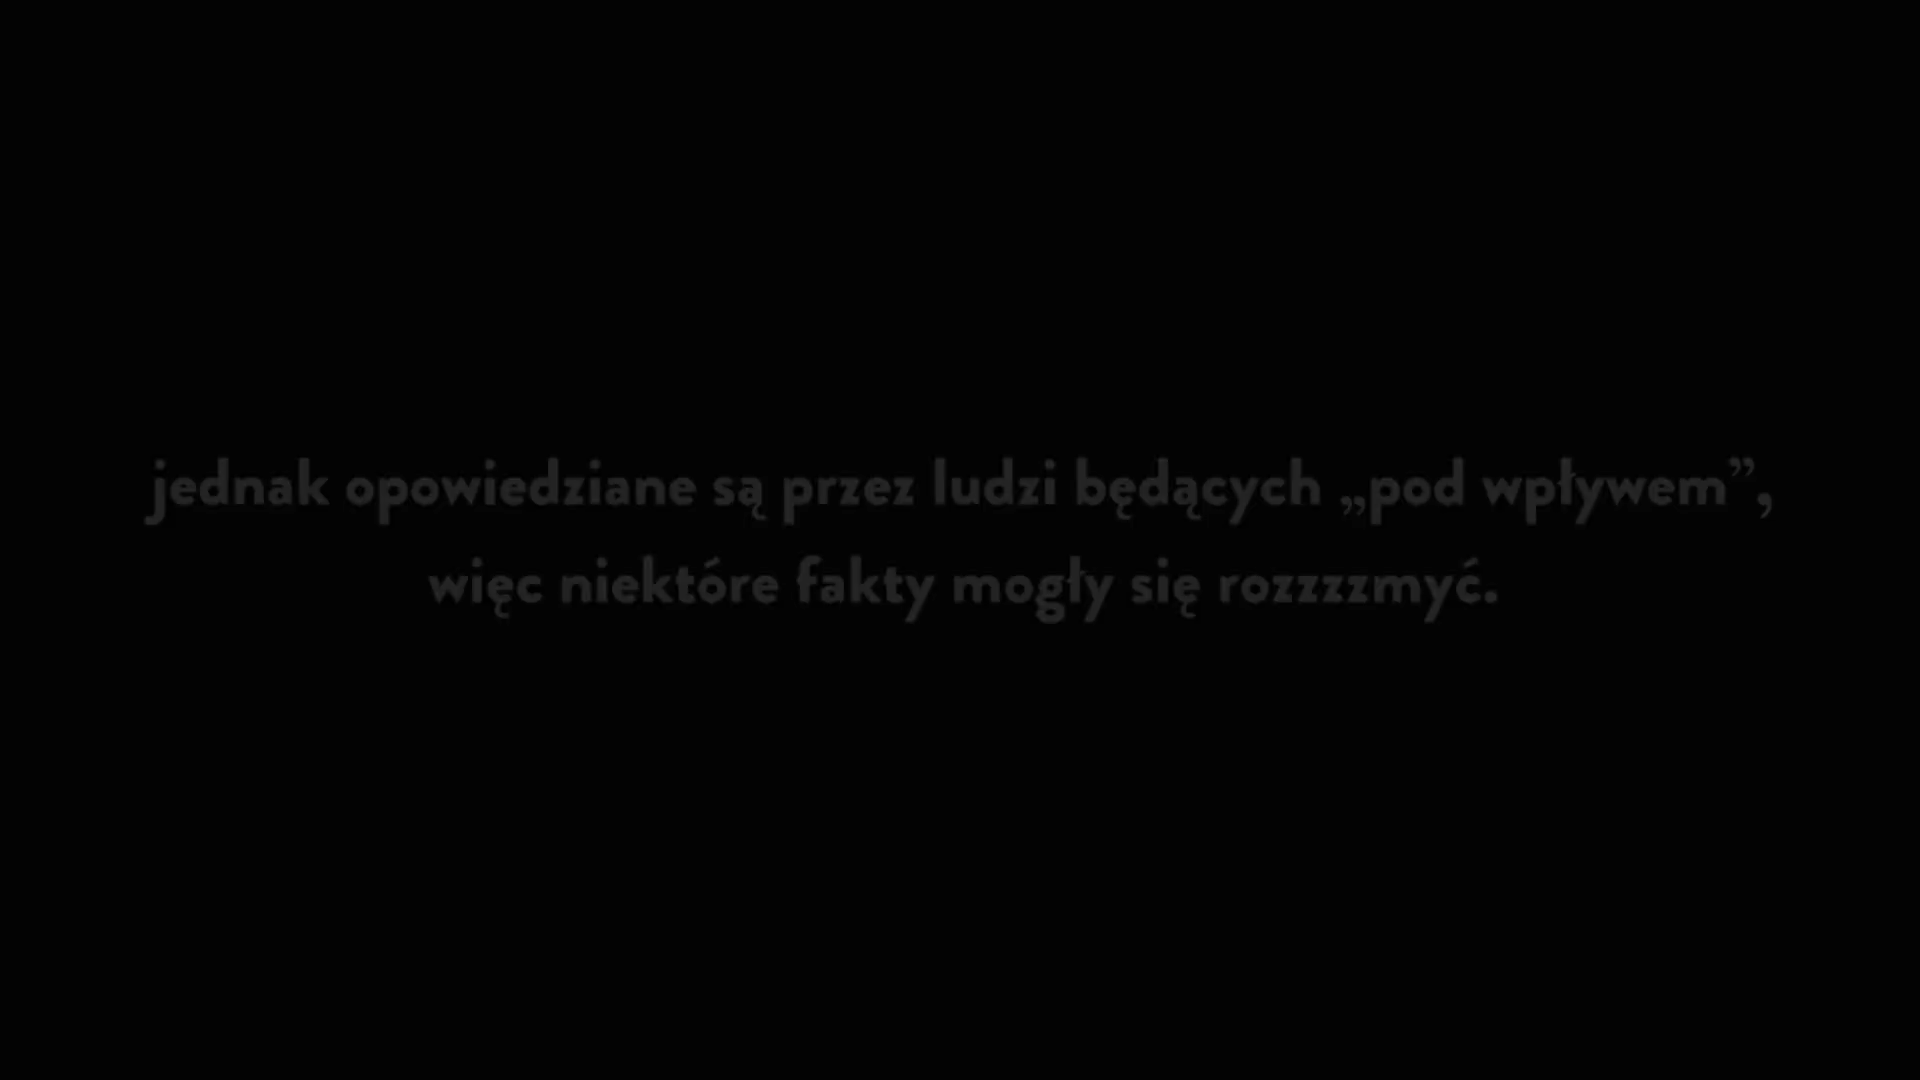 jednak opowiedziane są przez ludzi będących „pod wpływem”,
więc niektóre fakty mogły się rozzzzmyć.